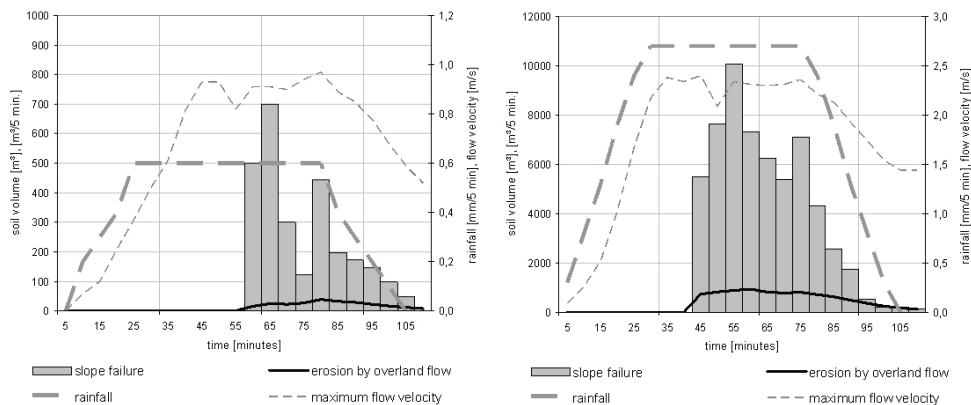 soil volume [m³], [m³/5 min.]
1000
900
800
700
600
500
400
300
200
100
0
1,2
1,0
0,8
0,6
0,4
0,2
0,0
rainfall [mm/5 min], flow velocity [m/s]
5 15 25 35 45 55 65 75 85 95 105
time [minutes]
slope failure
erosion by overland flow
rainfall
maximum flow velocity
soil volume [m³], [m³/5 min.]
12000
10000
8000
6000
4000
2000
0
3,0
2,5
2,0
1,5
1,0
0,5
0,0
rainfall [mm/5 min], flow velocity [m/s]
5 15 25 35 45 55 65 75 85 95 105
time [minutes]
slope failure
erosion by overland flow
rainfall
maximum flow velocity